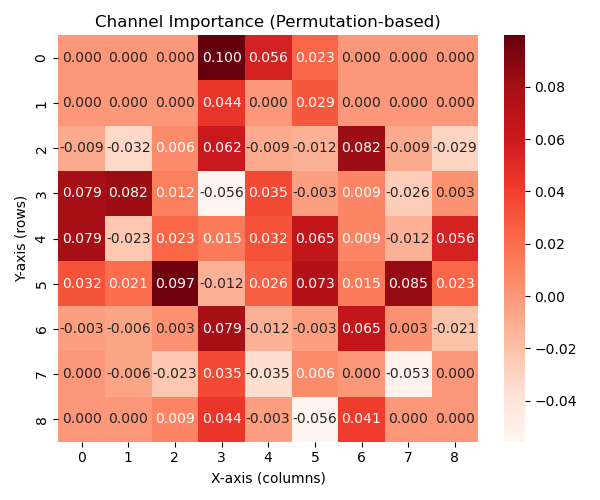 Channel Importance (Permutation-based)
0 0.000 0.000 0.000 0.100 0.056 0.023 0.000 0.000 0.000
1 0.000 0.000 0.000 0.044 0.000 0.029 0.000 0.000 0.000
2 -0.009 -0.032 0.006 0.062 -0.009 -0.012 0.082 -0.009 -0.029
3 0.079 0.082 0.012 -0.056 0.035 -0.003 0.009 -0.026 0.003
4 0.079 -0.023 0.023 0.015 0.032 0.065 0.009 -0.012 0.056
5 0.032 0.021 0.097 -0.012 0.026 0.073 0.015 0.085 0.023
6 -0.003 -0.006 0.003 0.079 -0.012 -0.003 0.065 0.003 -0.021
7 0.000 -0.006 -0.023 0.035 -0.035 0.006 0.000 -0.053 0.000
8 0.000 0.000 0.009 0.044 -0.003 -0.056 0.041 0.000 0.000
0 1 2 3 4 5 6 7 8
X-axis (columns)
Y-axis (rows)
0.08
0.06
0.04
0.02
0.00
−0.02
−0.04